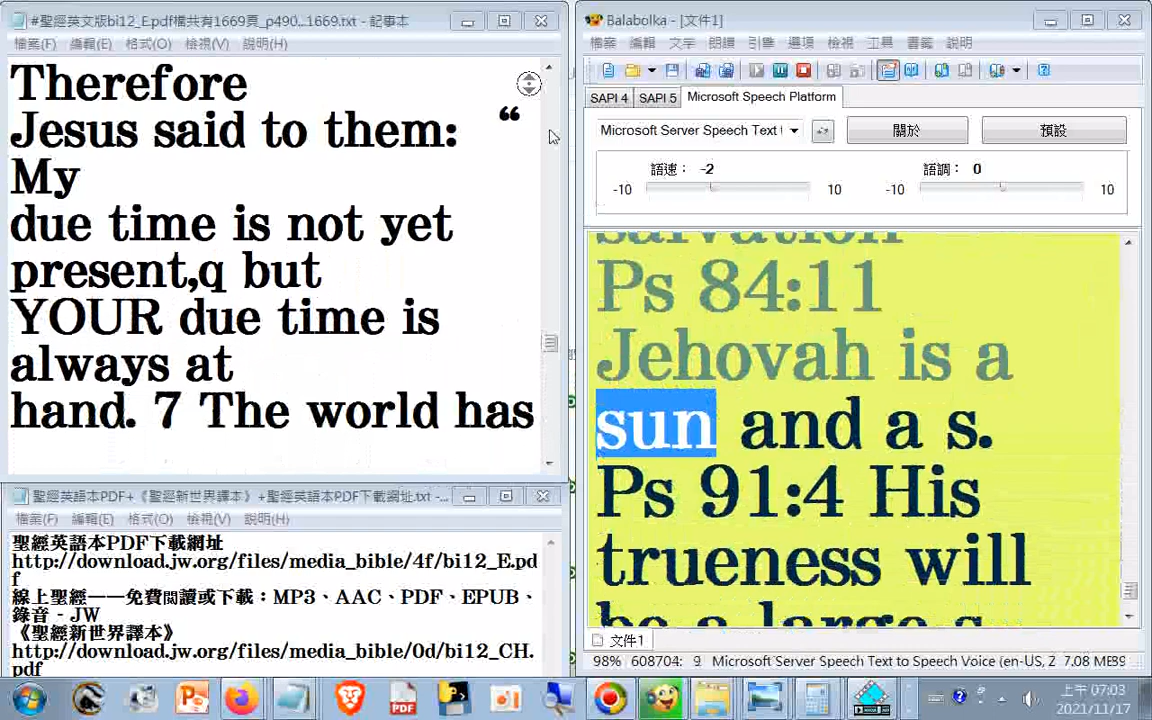 #聖經英文版bi12_E.pdf檔共有1669頁_p490...1669.txt - 記事本
檔案(F) 編輯(E) 格式(O) 檢視(V) 說明(H)
Therefore
Jesus said to them: “
My
due time is not yet
present,q but
YOUR due time is
always at
hand. 7 The world has
聖經英語本PDF+《聖經新世界譯本》+聖經英語本PDF下載網址.txt - ...
檔案(F) 編輯(E) 格式(O) 檢視(V) 說明(H)
聖經英語本PDF下載網址
http://download.jw.org/files/media_bible/4f/bi12_E.pd
f
線上聖經——免費閱讀或下載：MP3、AAC、PDF、EPUB、
錄音 - JW
《聖經新世界譯本》
http://download.jw.org/files/media_bible/0d/bi12_CH.
pdf
Balabolka - [文件1]
檔案 編輯 文字 朗讀 引擎 選項 檢視 工具 書籤 說明
SAPI 4 SAPI 5 Microsoft Speech Platform
Microsoft Server Speech Text 關於 預設
語速： -2 語調： 0
-10 10 -10 10
salvation
Ps 84:11
Jehovah is a
sun and a s.
Ps 91:4 His
trueness will
be a large s.
文件1
98% 608704: 9 Microsoft Server Speech Text to Speech Voice (en-US, Z 7.08 MB
上午 07:03
2021/11/17